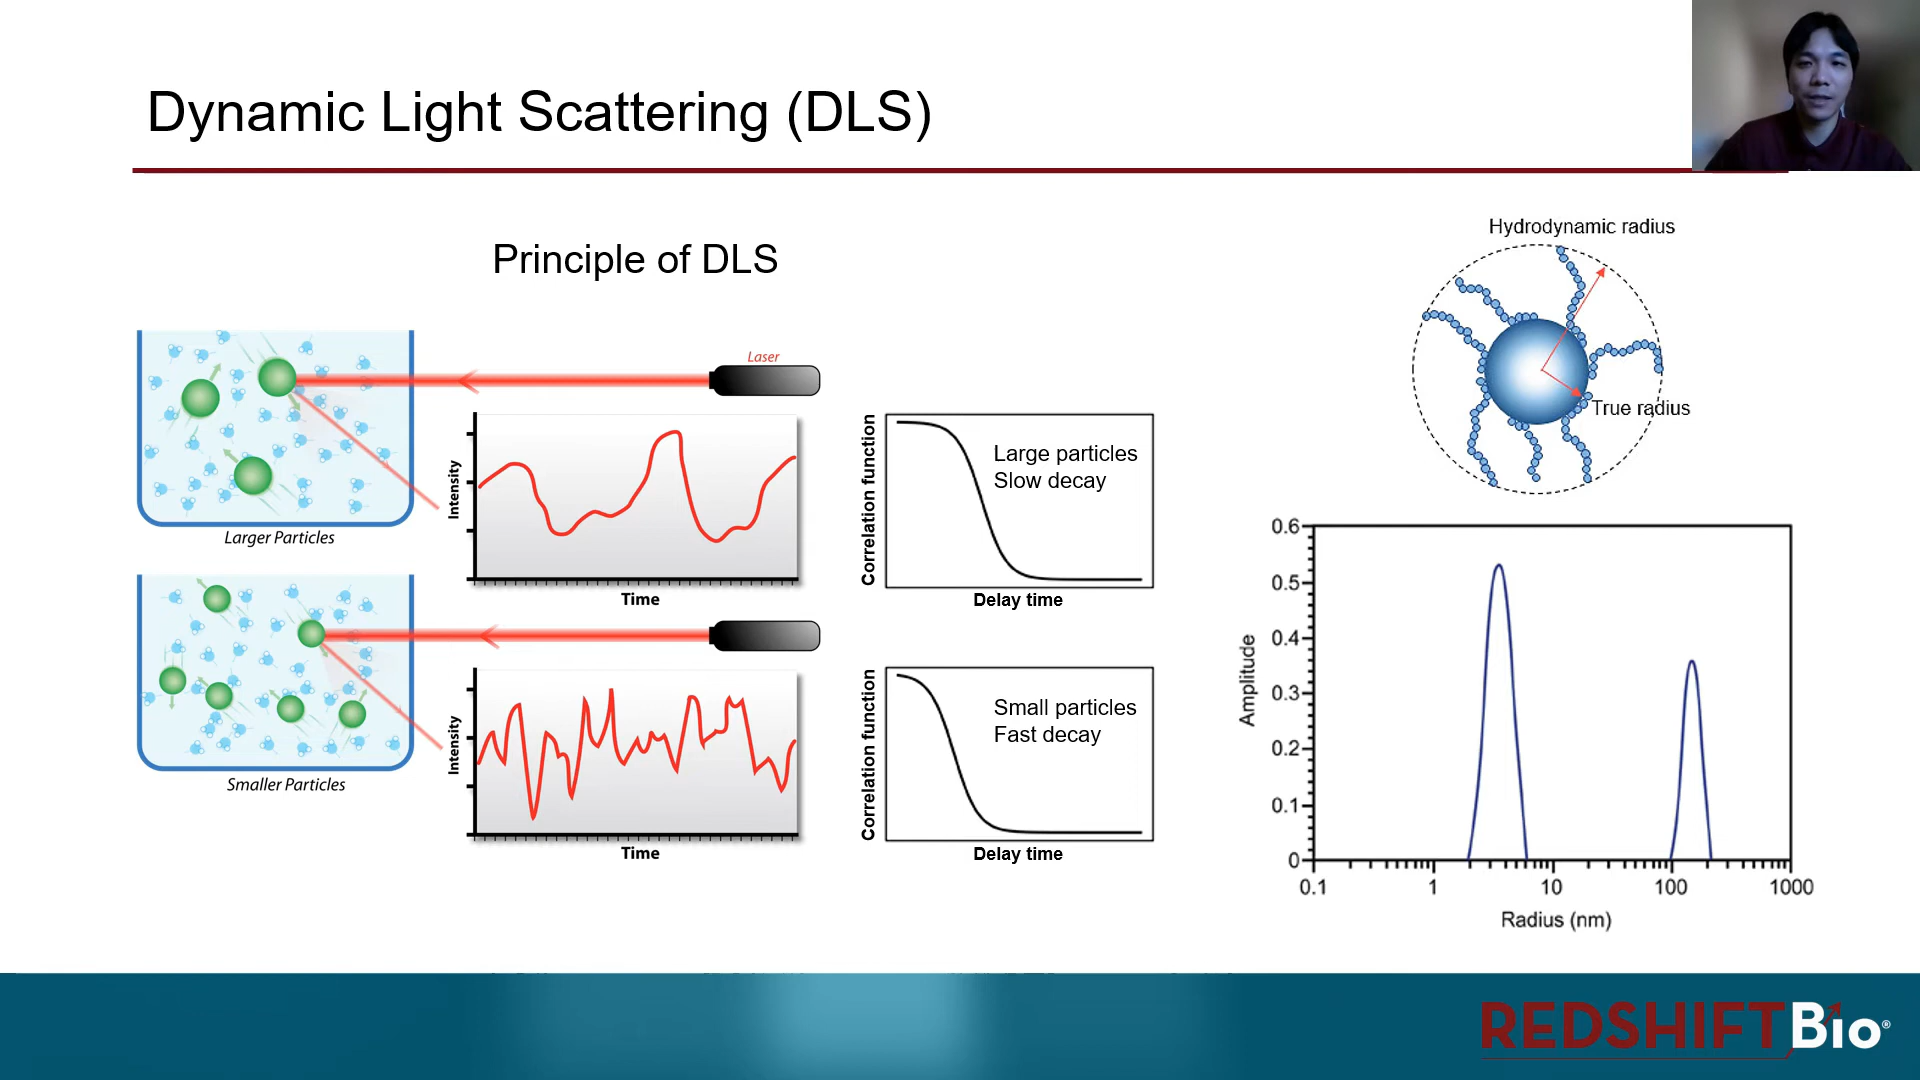 Dynamic Light Scattering (DLS)
Principle of DLS
Laser
Intensity
Time
Larger Particles
Correlation function
Large particles
Slow decay
Delay time
Intensity
Time
Smaller Particles
Correlation function
Small particles
Fast decay
Delay time
Hydrodynamic radius
True radius
Amplitude
0.6
0.5
0.4
0.3
0.2
0.1
0
0.1 1 10 100 1000
Radius (nm)
REDSHIFTBio®